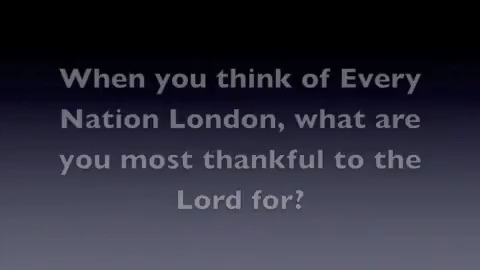 When you think of Every
Nation London, what are
you most thankful to the
Lord for?